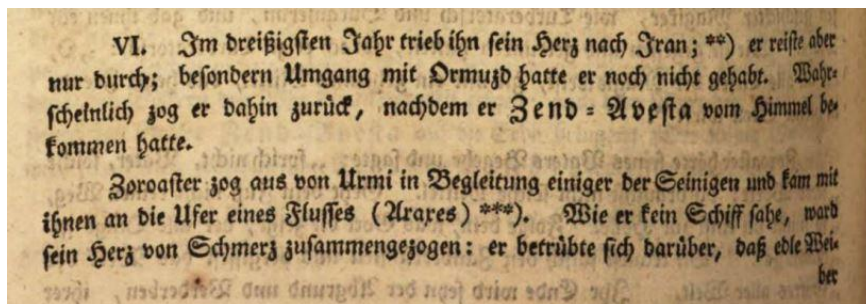 VI. Im dreißigſten Jahr trieb ihn ſein Herz nach Iran; **) er reiſte aber
nur durch; beſondern Umgang mit Ormuzd hatte er noch nicht gehabt. Wahr-
ſcheinlich zog er dahin zurück, nachdem er Zend-Aveſta vom Himmel be-
kommen hatte.
Zoroaſter zog aus von Urmi in Begleitung einiger der Seinigen und kam mit
ihnen an die Ufer eines Fluſſes (Araxes) ***). Wie er kein Schiff ſahe, ward
ſein Herz von Schmerz zuſammengezogen: er betrübte ſich darüber, daß edle Wei-
ber